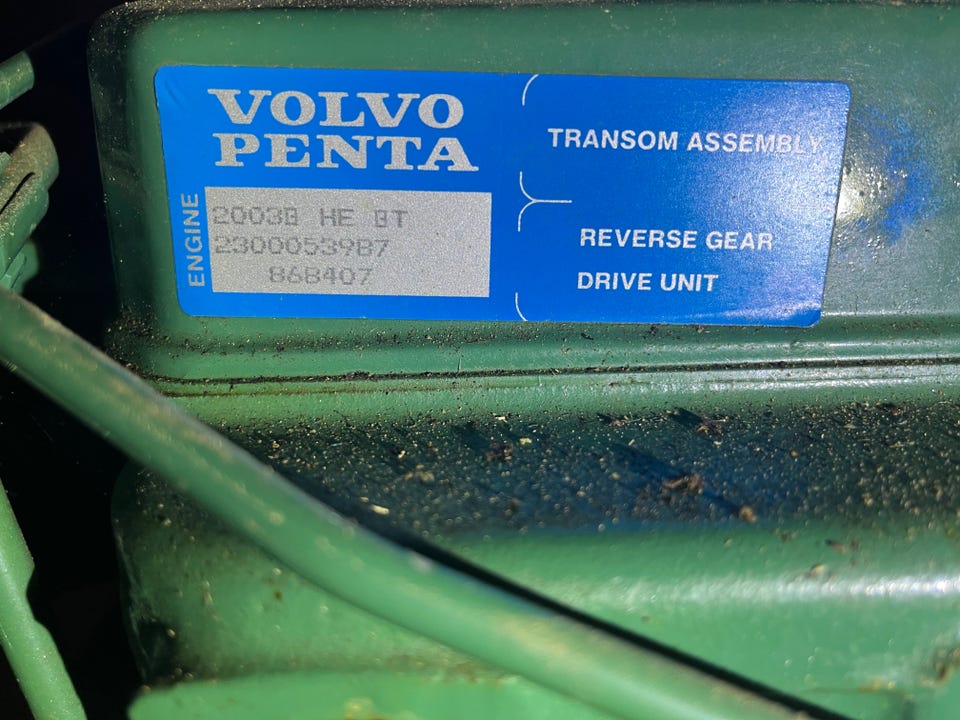 VOLVO
PENTA
ENGINE
2003B HE BT
2300053987
868407
TRANSOM ASSEMBLY
REVERSE GEAR
DRIVE UNIT